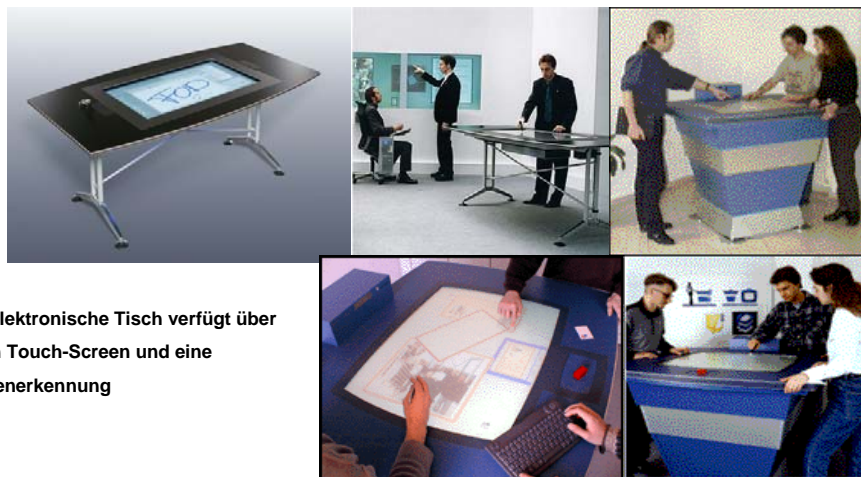 lektronische Tisch verfügt über
Touch-Screen und eine
enerkennung